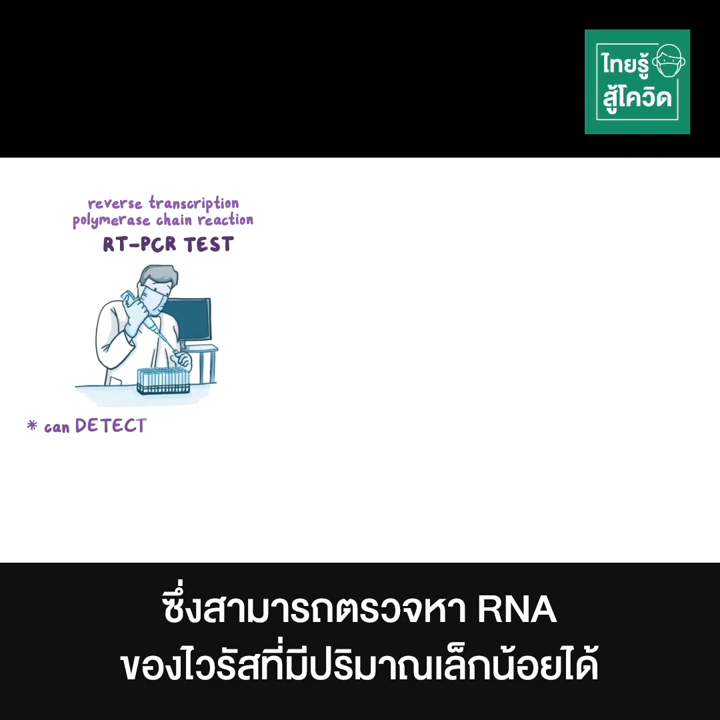 ไทยรู้
สู้โควิด
reverse transcription
polymerase chain reaction
RT-PCR TEST
* can DETECT
ซึ่งสามารถตรวจหา RNA
ของไวรัสที่มีปริมาณเล็กน้อยได้